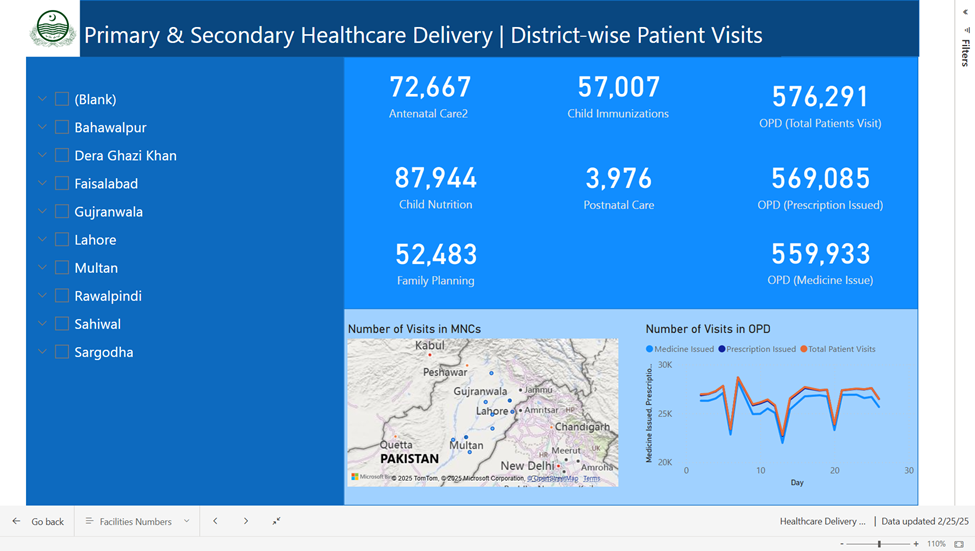 Primary & Secondary Healthcare Delivery | District-wise Patient Visits
Filters
(Blank)
Bahawalpur
Dera Ghazi Khan
Faisalabad
Gujranwala
Lahore
Multan
Rawalpindi
Sahiwal
Sargodha
72,667
Antenatal Care2
57,007
Child Immunizations
576,291
OPD (Total Patients Visit)
87,944
Child Nutrition
3,976
Postnatal Care
569,085
OPD (Prescription Issued)
52,483
Family Planning
559,933
OPD (Medicine Issue)
Number of Visits in MNCs
Kabul
Peshawar
Gujranwala
Jammu
Lahore
Amritsar
HP
Chandigarh
Quetta
Multan
HR
Meerut
UK
PAKISTAN
New Delhi
Amroha
© 2025 TomTom, © 2025 Microsoft Corporation, © OpenStreetMap Terms
Number of Visits in OPD
Medicine Issued Prescription Issued Total Patient Visits
Medicine Issued, Prescriptio...
30K
25K
20K
0 10 20 30
Day
Go back
Facilities Numbers
Healthcare Delivery ... | Data updated 2/25/25
- + 110%